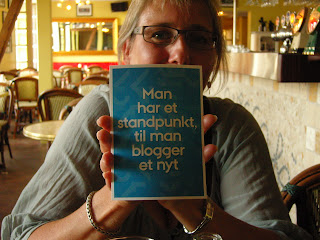 Man
har et
standpunkt,
til man
blogger
et nyt